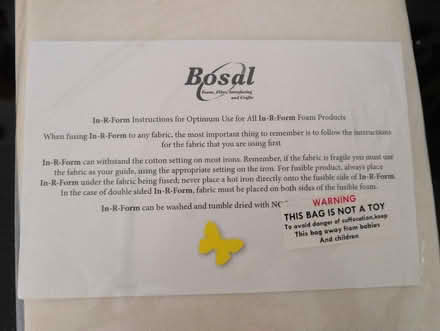 Bosal
Foam, Fiber, Interfacing
and Crafts
In-R-Form Instructions for Optimum Use for All In-R-Form Foam Products
When fusing In-R-Form to any fabric, the most important thing to remember is to follow the instructions
for the fabric that you are using first
In-R-Form can withstand the cotton setting on most irons. Remember, if the fabric is fragile you must use
the fabric as your guide, using the appropriate setting on the iron. For fusible product, always place
In-R-Form under the fabric being fused; never place a hot iron directly onto the fusible side of In-R-Form.
In the case of double sided In-R-Form, fabric must be placed on both sides of the fusible foam.
In-R-Form can be washed and tumble dried with
WARNING
THIS BAG IS NOT A TOY
To avoid danger of suffocation,keep
This bag away from babies
And children